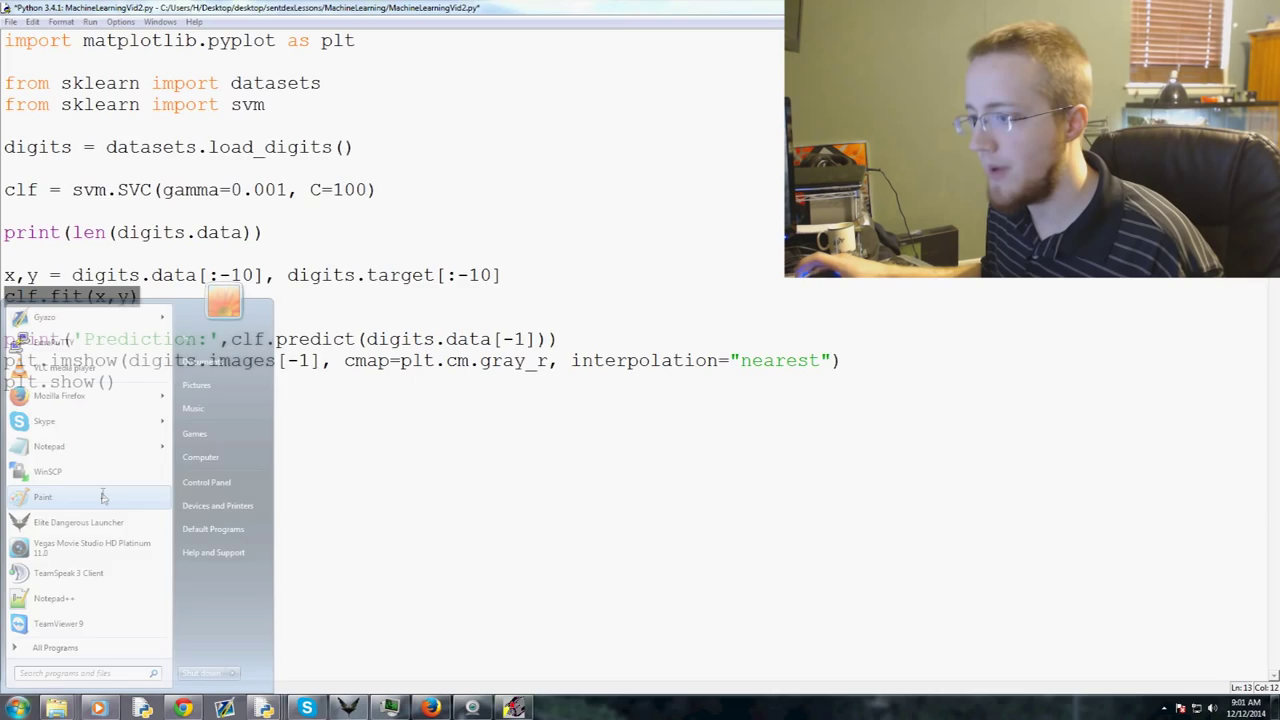 *Python 3.4.1: MachineLearningVid2.py - C:/Users/H/Desktop/desktop/sentdexLessons/MachineLearning/MachineLearningVid2.py*
File Edit Format Run Options Windows Help
import matplotlib.pyplot as plt
from sklearn import datasets
from sklearn import svm
digits = datasets.load_digits()
clf = svm.SVC(gamma=0.001, C=100)
print(len(digits.data))
x,y = digits.data[:-10], digits.target[:-10]
clf.fit(x,y)
print('Prediction:',clf.predict(digits.data[-1]))
plt.imshow(digits.images[-1], cmap=plt.cm.gray_r, interpolation="nearest")
plt.show()
Gyazo
VLC media player
Mozilla Firefox
Skype
Notepad
WinSCP
Paint
Elite Dangerous Launcher
Vegas Movie Studio HD Platinum
11.0
TeamSpeak 3 Client
Notepad++
TeamViewer 9
All Programs
Search programs and files
Pictures
Music
Games
Computer
Control Panel
Devices and Printers
Default Programs
Help and Support
Shut down
Ln: 13 Col: 12
9:01 AM
12/12/2014